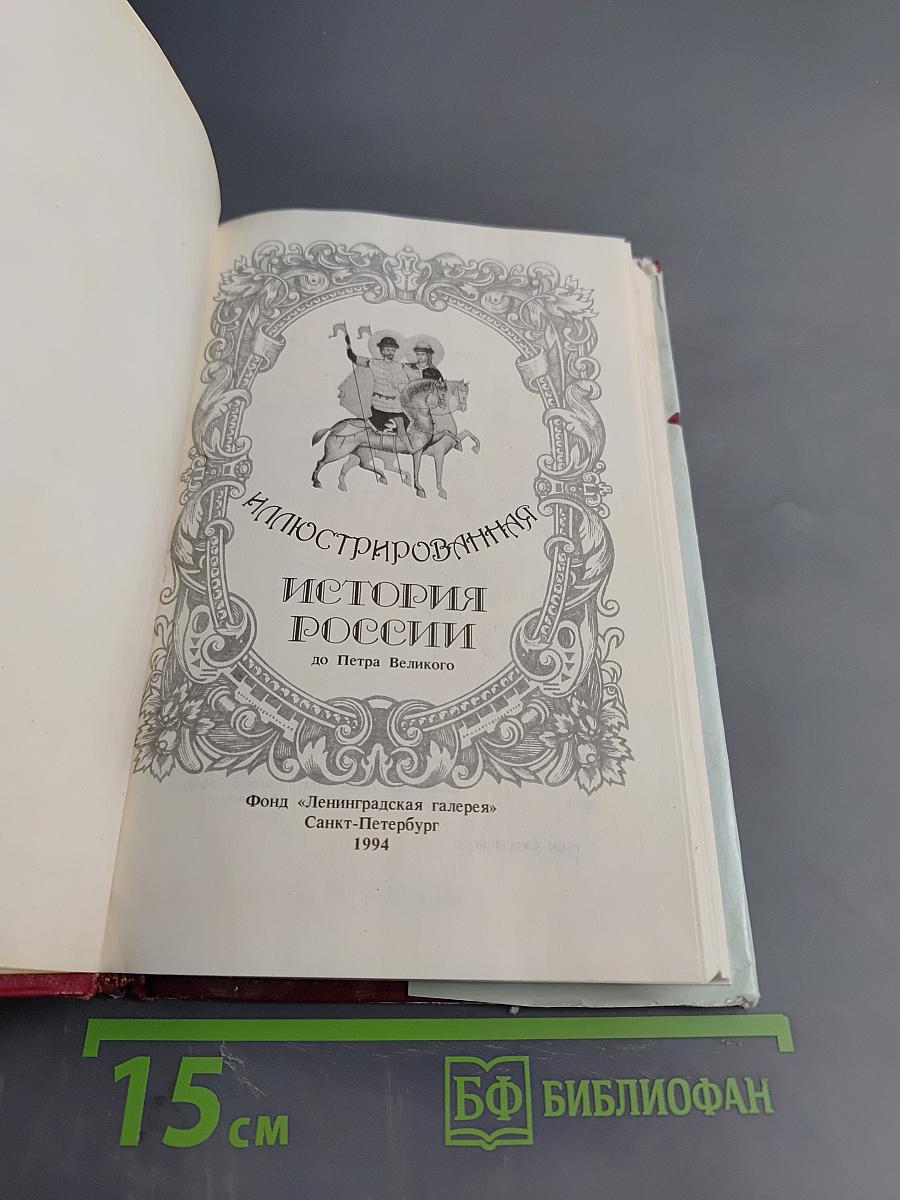 ИЛЛЮСТРИРОВАННАЯ
ИСТОРИЯ
РОССИИ
до Петра Великого
Фонд «Ленинградская галерея»
Санкт-Петербург
1994
15 см
БФ БИБЛИОФАН